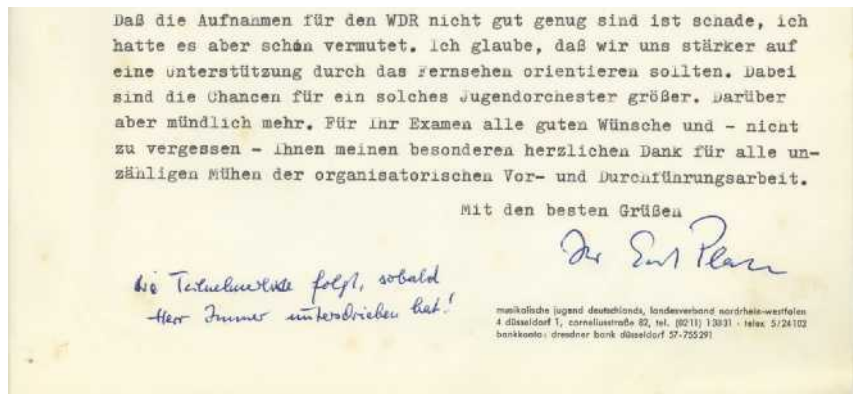 Daß die Aufnahmen für den WDR nicht gut genug sind ist schade, ich
hatte es aber schon vermutet. Ich glaube, daß wir uns stärker auf
eine Unterstützung durch das Fernsehen orientieren sollten. Dabei
sind die Chancen für ein solches Jugendorchester größer. Darüber
aber mündlich mehr. Für Ihr Examen alle guten Wünsche und - nicht
zu vergessen - Ihnen meinen besonderen herzlichen Dank für alle un-
zähligen Mühen der organisatorischen Vor- und Durchführungsarbeit.
Mit den besten Grüßen
Ihr
die Teilnehmerliste folgt, sobald
Herr Immer unterschrieben hat!
musikalische jugend deutschlands, landesverband nordrhein-westfalen
4 düsseldorf 1, corneliusstraße 82, tel. (0211) · telex 5/24102
bankkonto: dresdner bank düsseldorf 57-755291